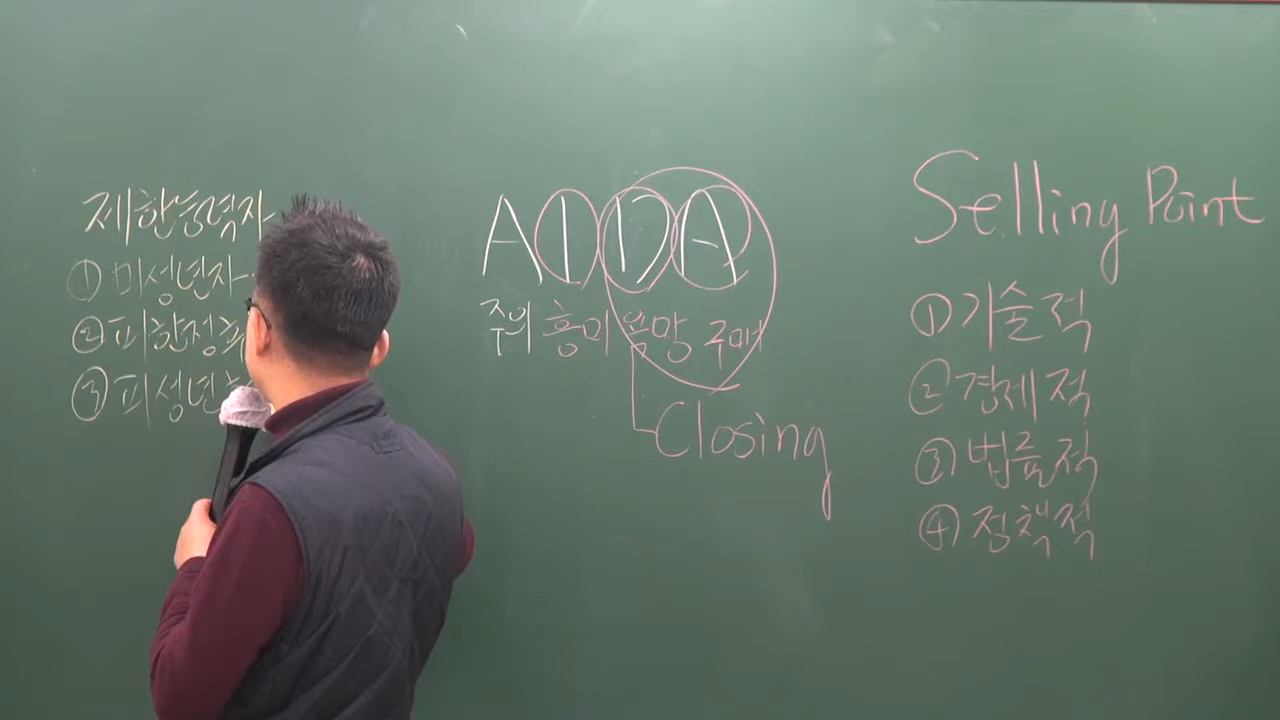 제한능력자
① 미성년자
② 피한정후
③ 피성년후
AIDA
주의 흥미 욕망 구매
Closing
Selling Point
① 기술적
② 경제적
③ 법률적
④ 정책적